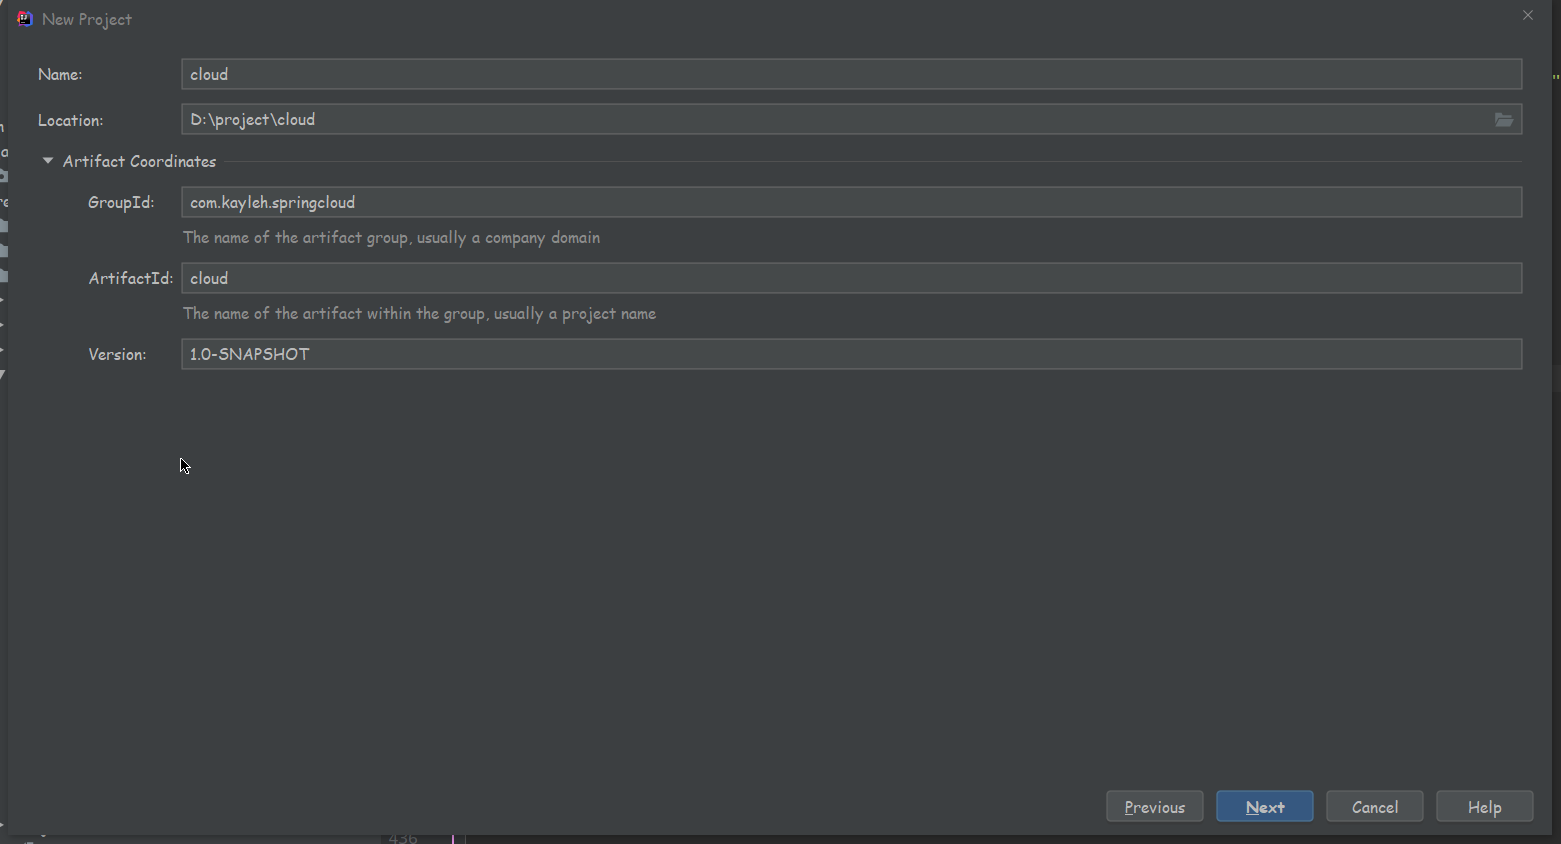 New Project
Name: cloud
Location: D:\project\cloud
Artifact Coordinates
GroupId: com.kayleh.springcloud
The name of the artifact group, usually a company domain
ArtifactId: cloud
The name of the artifact within the group, usually a project name
Version: 1.0-SNAPSHOT
Previous Next Cancel Help
436